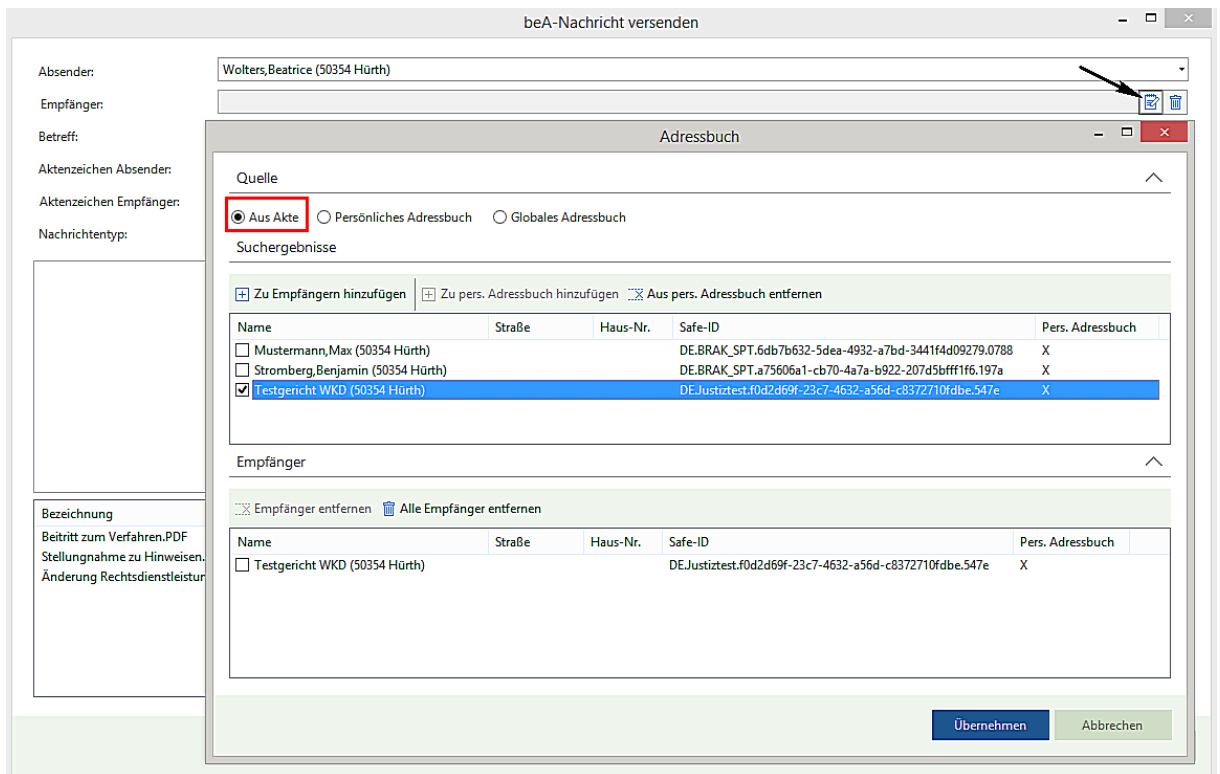 beA-Nachricht versenden
Absender: Wolters,Beatrice (50354 Hürth)
Empfänger:
Betreff:
Aktenzeichen Absender:
Aktenzeichen Empfänger:
Nachrichtentyp:
Adressbuch
Quelle
Aus Akte Persönliches Adressbuch Globales Adressbuch
Suchergebnisse
Zu Empfängern hinzufügen Zu pers. Adressbuch hinzufügen Aus pers. Adressbuch entfernen
Name Straße Haus-Nr. Safe-ID Pers. Adressbuch
Mustermann,Max (50354 Hürth) DE.BRAK_SPT.6db7b632-5dea-4932-a7bd-3441f4d09279.0788 X
Stromberg,Benjamin (50354 Hürth) DE.BRAK_SPT.a75606a1-cb70-4a7a-b922-207d5bfff1f6.197a X
Testgericht WKD (50354 Hürth) DE.Justiztest.f0d2d69f-23c7-4632-a56d-c8372710fdbe.547e X
Empfänger
Empfänger entfernen Alle Empfänger entfernen
Name Straße Haus-Nr. Safe-ID Pers. Adressbuch
Testgericht WKD (50354 Hürth) DE.Justiztest.f0d2d69f-23c7-4632-a56d-c8372710fdbe.547e X
Übernehmen Abbrechen
Bezeichnung
Beitritt zum Verfahren.PDF
Stellungnahme zu Hinweisen.
Änderung Rechtsdienstleistur